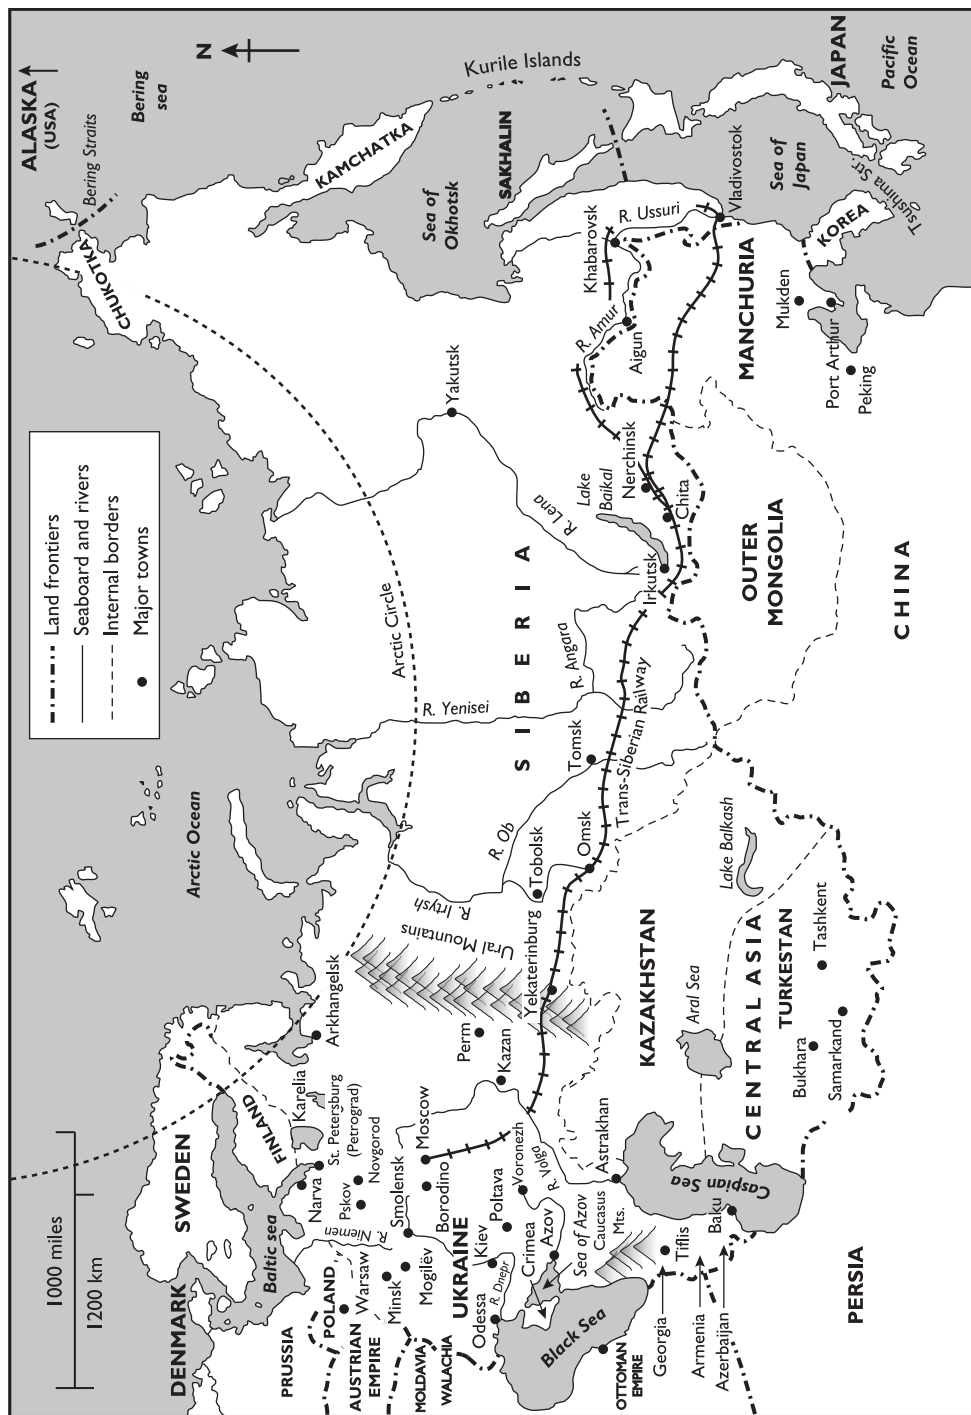 ALASKA
(USA)
Bering Straits
Bering
sea
N
Kurile Islands
KAMCHATKA
CHUKOTKA
Sea of
Okhotsk
SAKHALIN
JAPAN
Pacific
Ocean
Sea of
Japan
Tsushima Str.
KOREA
Vladivostok
R. Ussuri
Khabarovsk
R. Amur
Aigun
MANCHURIA
Mukden
Port Arthur
Peking
Yakutsk
R. Lena
Lake
Baikal
Nerchinsk
Chita
Irkutsk
OUTER
MONGOLIA
CHINA
Land frontiers
Seaboard and rivers
Internal borders
Major towns
Arctic Circle
SIBERIA
R. Angara
R. Yenisei
Trans-Siberian Railway
Tomsk
R. Ob
Omsk
Tobolsk
R. Irtysh
Arctic Ocean
Ural Mountains
Yekaterinburg
Lake Balkash
KAZAKHSTAN
CENTRAL ASIA
TURKESTAN
Tashkent
Aral Sea
Bukhara
Samarkand
Arkhangelsk
Perm
Kazan
Karelia
FINLAND
St. Petersburg
(Petrograd)
Novgorod
Narva
Pskov
Moscow
Smolensk
Borodino
Voronezh
R. Volga
Astrakhan
Caspian Sea
SWEDEN
Baltic sea
DENMARK
1000 miles
1200 km
R. Niemen
PRUSSIA
POLAND
Warsaw
AUSTRIAN
EMPIRE
Minsk
Mogilëv
UKRAINE
Kiev
Poltava
MOLDAVIA
WALACHIA
Odessa
R. Dnepr
Crimea
Azov
Sea of Azov
Caucasus
Mts.
Black Sea
OTTOMAN
EMPIRE
Tiflis
Baku
Georgia
Armenia
Azerbaijan
PERSIA